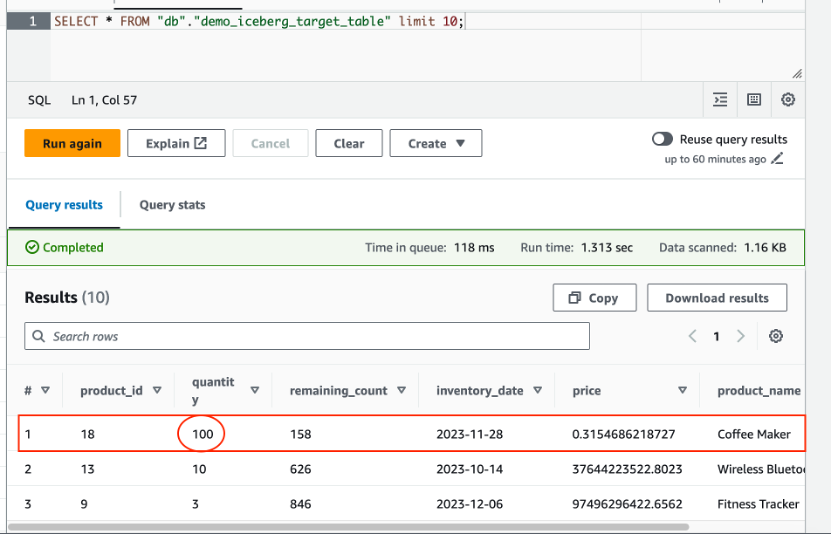 1 SELECT * FROM "db"."demo_iceberg_target_table" limit 10;
SQL Ln 1, Col 57
Run again Explain Cancel Clear Create Reuse query results
up to 60 minutes ago
Query results Query stats
Completed Time in queue: 118 ms Run time: 1.313 sec Data scanned: 1.16 KB
Results (10) Copy Download results
Search rows 1
# product_id quantit
y remaining_count inventory_date price product_name
1 18 100 158 2023-11-28 0.3154686218727 Coffee Maker
2 13 10 626 2023-10-14 37644223522.8023 Wireless Blueto
3 9 3 846 2023-12-06 97496296422.6562 Fitness Tracker